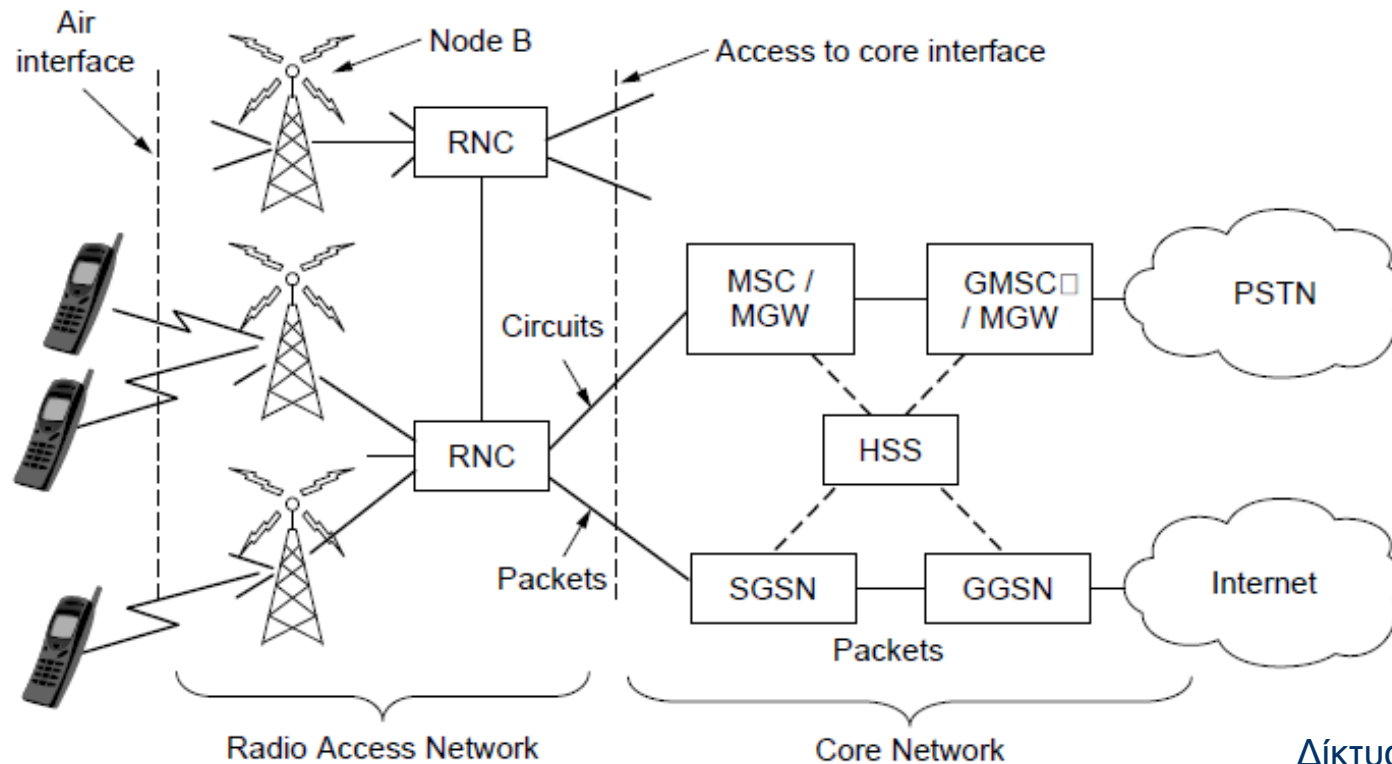 Air
interface
Node B
Access to core interface
RNC
MSC /
MGW
GMSC□
/ MGW
PSTN
Circuits
RNC
HSS
Packets
SGSN
GGSN
Internet
Packets
Radio Access Network
Core Network